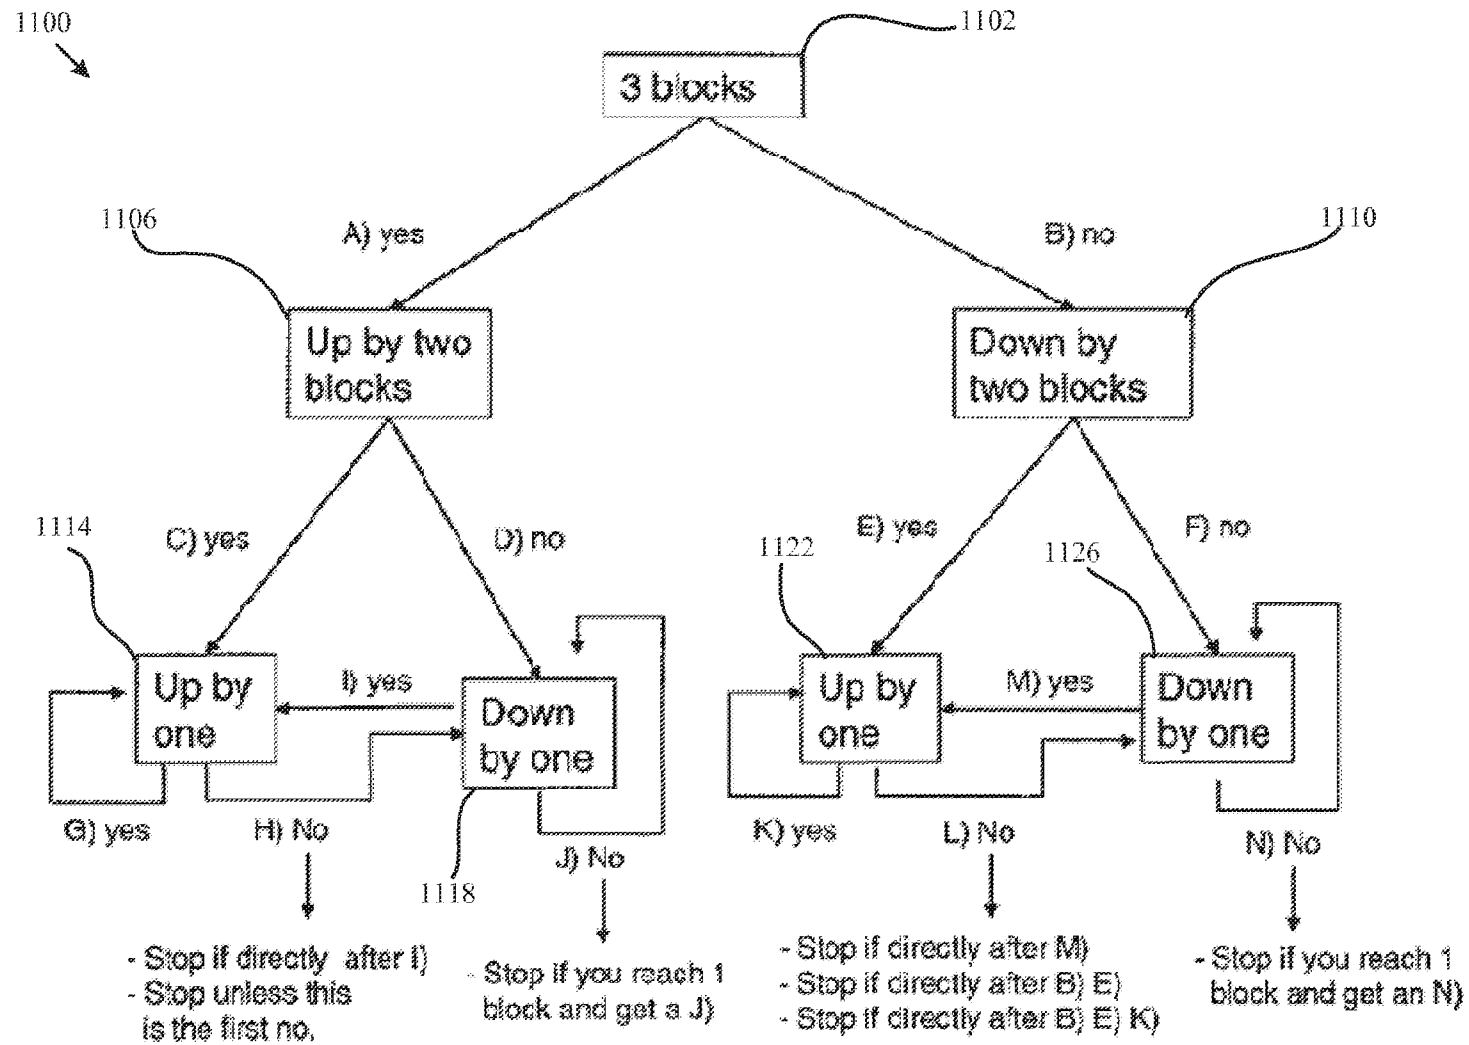 1100
1102
3 blocks
1106
A) yes
B) no
1110
Up by two
blocks
Down by
two blocks
1114
C) yes
D) no
E) yes
1122
1126
F) no
Up by
one
I) yes
Down
by one
Up by
one
M) yes
Down
by one
G) yes
H) No
J) No
1118
K) yes
L) No
N) No
- Stop if directly after I)
- Stop unless this
is the first no.
- Stop if you reach 1
block and get a J)
- Stop if directly after M)
- Stop if directly after B) E)
- Stop if directly after B) E) K)
- Stop if you reach 1
block and get an N)